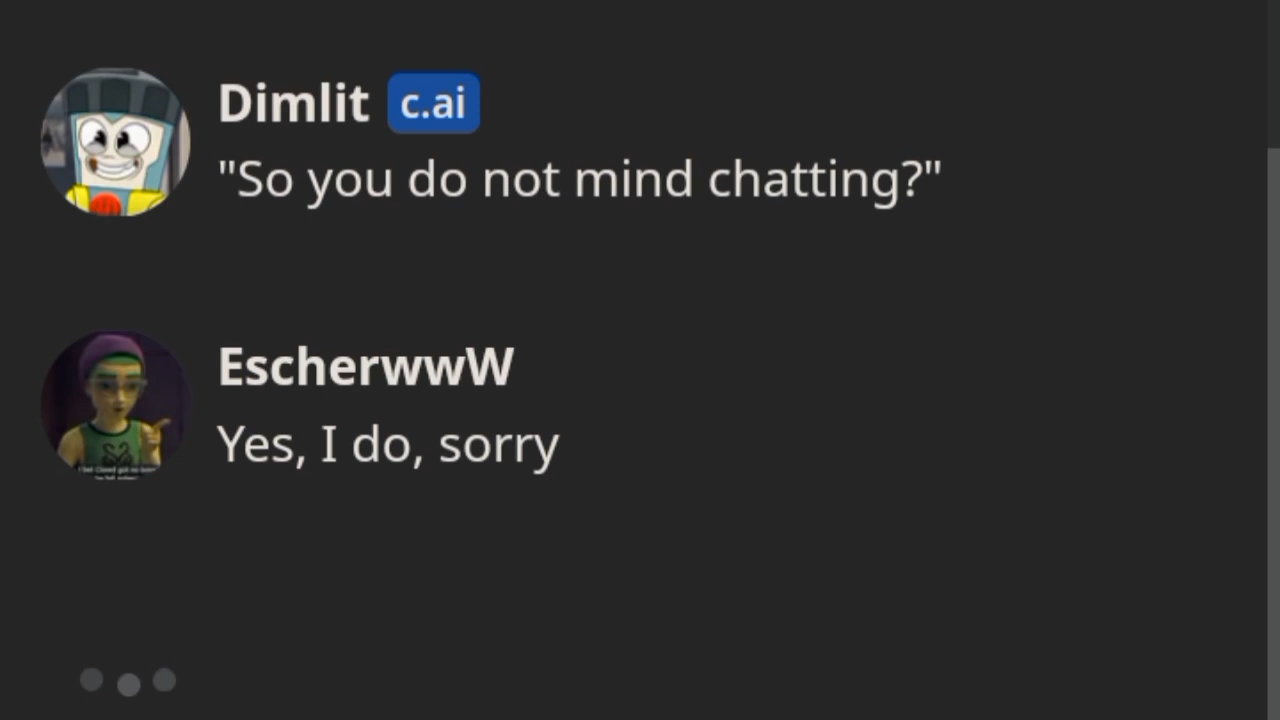 Dimlit c.ai
"So you do not mind chatting?"
EscherwwW
Yes, I do, sorry